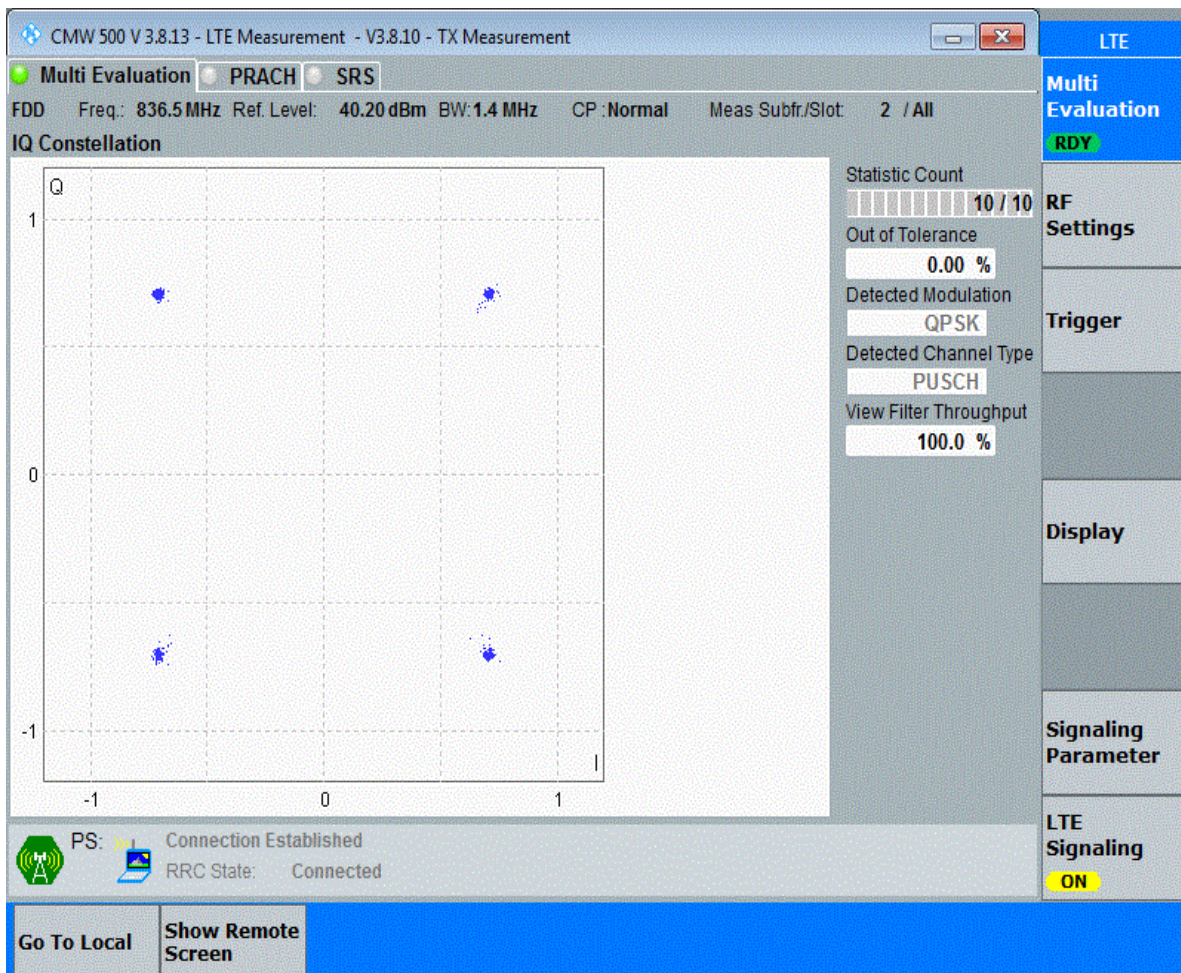 CMW 500 V 3.8.13 - LTE Measurement - V3.8.10 - TX Measurement
LTE
Multi Evaluation PRACH SRS
FDD Freq.: 836.5 MHz Ref. Level: 40.20 dBm BW: 1.4 MHz CP : Normal Meas Subfr./Slot: 2 / All
IQ Constellation
Q
1
0
-1
-1 0 1
I
Statistic Count
10 / 10
Out of Tolerance
0.00 %
Detected Modulation
QPSK
Detected Channel Type
PUSCH
View Filter Throughput
100.0 %
Multi
Evaluation
RDY
RF
Settings
Trigger
Display
Signaling
Parameter
LTE
Signaling
ON
PS: Connection Established
RRC State: Connected
Go To Local
Show Remote
Screen